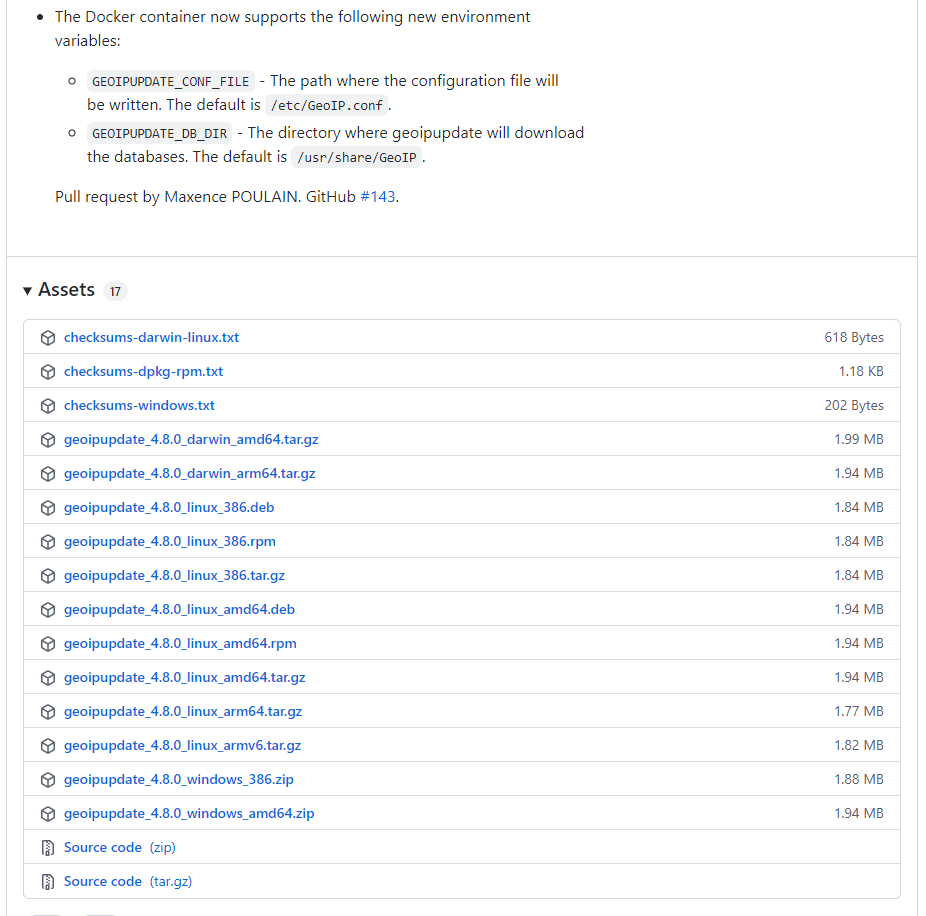 The Docker container now supports the following new environment
variables:
GEOIPUPDATE_CONF_FILE - The path where the configuration file will
be written. The default is /etc/GeoIP.conf.
GEOIPUPDATE_DB_DIR - The directory where geoipupdate will download
the databases. The default is /usr/share/GeoIP.
Pull request by Maxence POULAIN. GitHub #143.
Assets 17
checksums-darwin-linux.txt 618 Bytes
checksums-dpkg-rpm.txt 1.18 KB
checksums-windows.txt 202 Bytes
geoipupdate_4.8.0_darwin_amd64.tar.gz 1.99 MB
geoipupdate_4.8.0_darwin_arm64.tar.gz 1.94 MB
geoipupdate_4.8.0_linux_386.deb 1.84 MB
geoipupdate_4.8.0_linux_386.rpm 1.84 MB
geoipupdate_4.8.0_linux_386.tar.gz 1.84 MB
geoipupdate_4.8.0_linux_amd64.deb 1.94 MB
geoipupdate_4.8.0_linux_amd64.rpm 1.94 MB
geoipupdate_4.8.0_linux_amd64.tar.gz 1.94 MB
geoipupdate_4.8.0_linux_arm64.tar.gz 1.77 MB
geoipupdate_4.8.0_linux_armv6.tar.gz 1.82 MB
geoipupdate_4.8.0_windows_386.zip 1.88 MB
geoipupdate_4.8.0_windows_amd64.zip 1.94 MB
Source code (zip)
Source code (tar.gz)